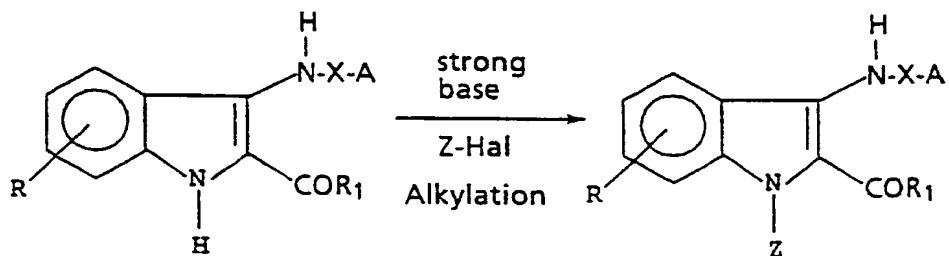 H
N-X-A
R
N
H
COR1
strong
base
Z-Hal
Alkylation
H
N-X-A
R
N
Z
COR1